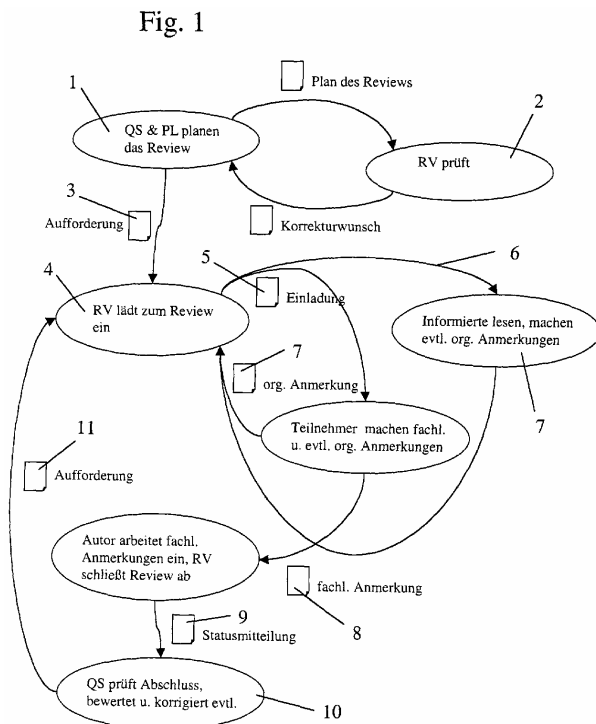 Fig. 1
Plan des Reviews
1
2
QS & PL planen
das Review
RV prüft
3
Aufforderung
Korrekturwunsch
4
5
6
RV lädt zum Review
ein
Einladung
Informierte lesen, machen
evtl. org. Anmerkungen
7
org. Anmerkung
7
Teilnehmer machen fachl.
u. evtl. org. Anmerkungen
11
Aufforderung
Autor arbeitet fachl.
Anmerkungen ein, RV
schließt Review ab
fachl. Anmerkung
8
9
Statusmitteilung
QS prüft Abschluss,
bewertet u. korrigiert evtl.
10